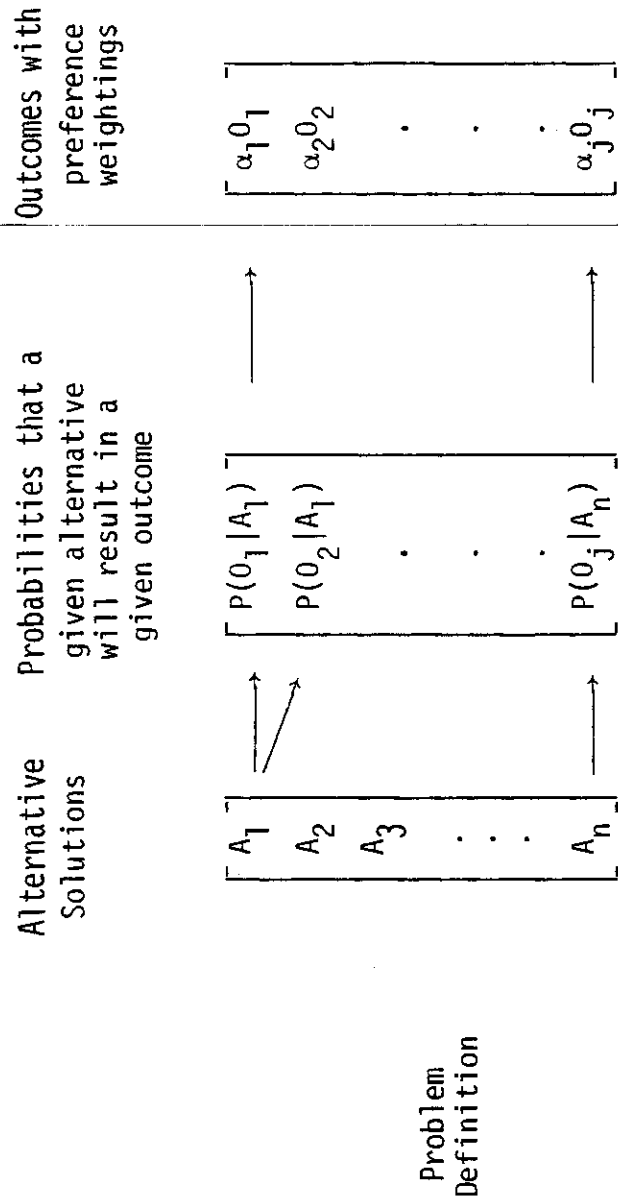 Problem
Definition
Alternative
Solutions
A₁
A₂
A₃
.
.
.
Aₙ
Probabilities that a
given alternative
will result in a
given outcome
P(O₁|A₁)
P(O₂|A₁)
.
.
.
P(Oⱼ|Aₙ)
Outcomes with
preference
weightings
α₁O₁
α₂O₂
.
.
.
αⱼOⱼ